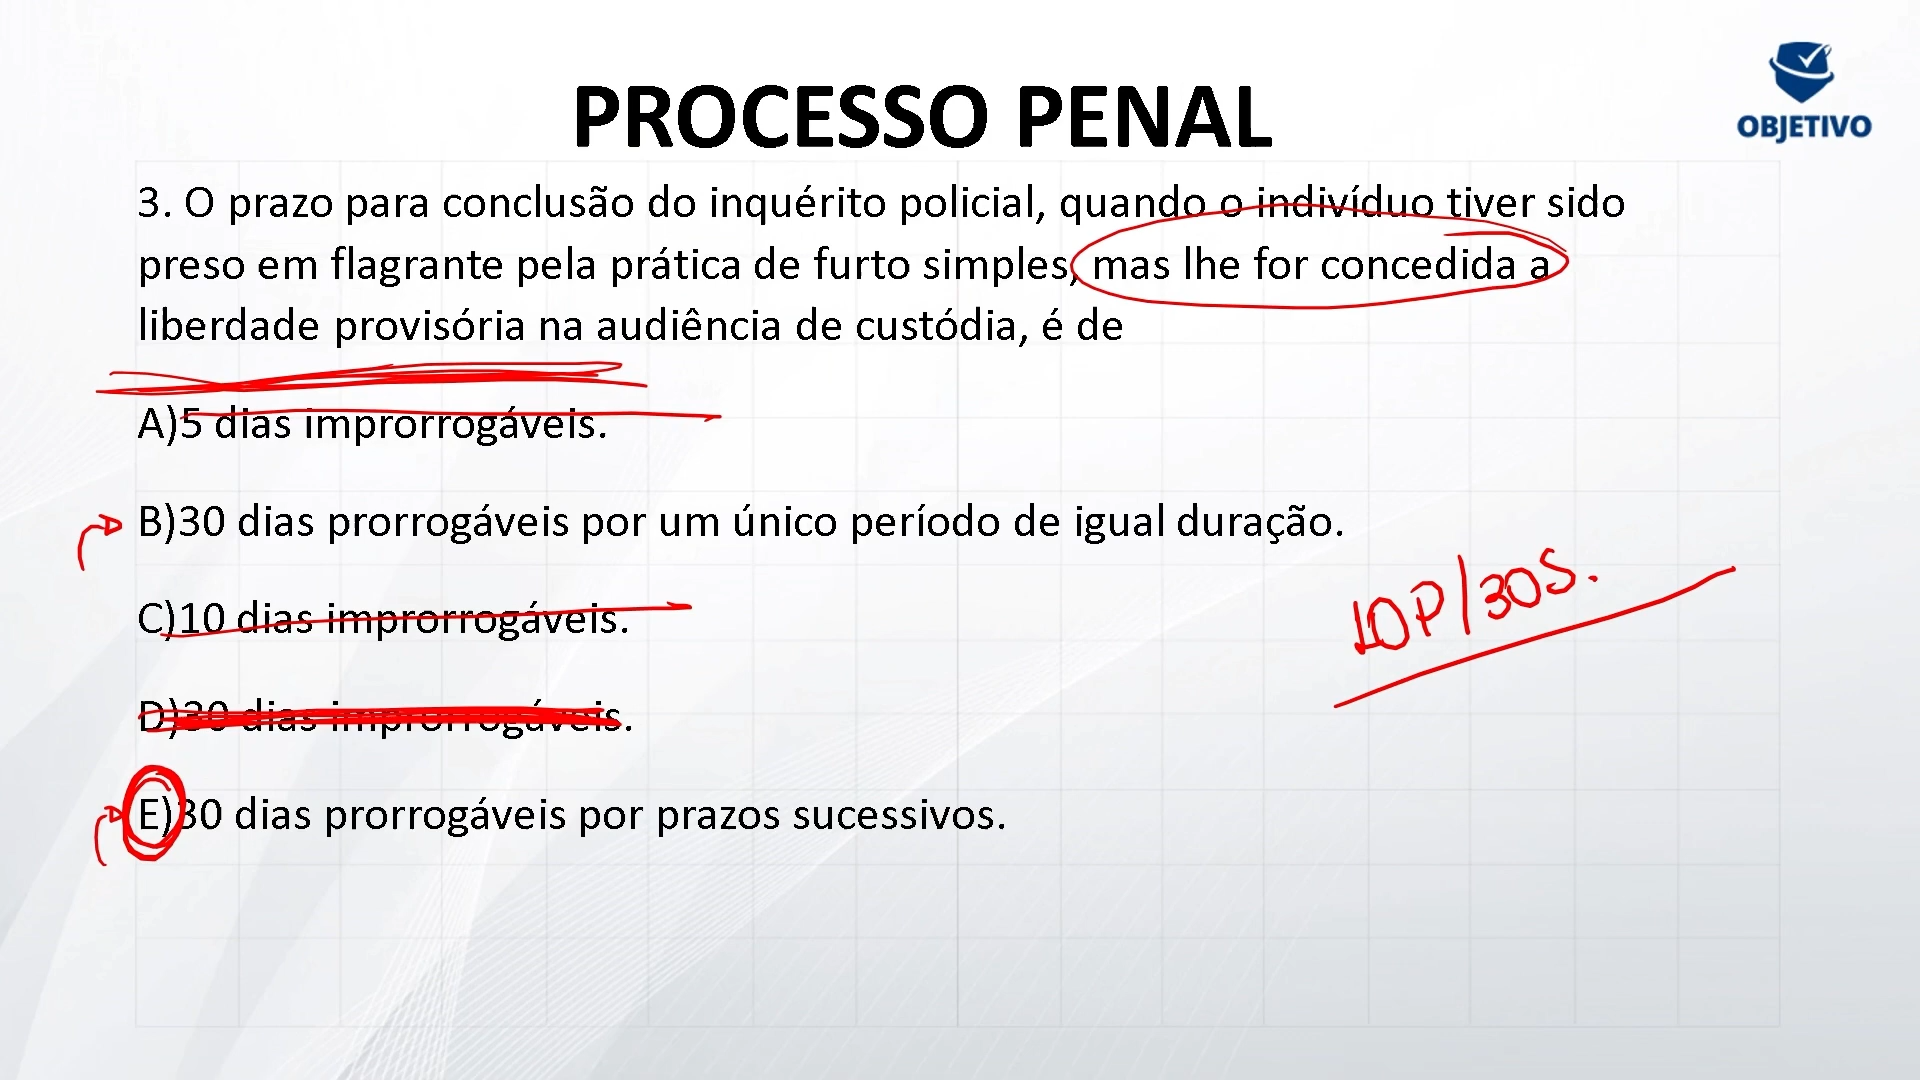 PROCESSO PENAL
OBJETIVO
3. O prazo para conclusão do inquérito policial, quando o indivíduo tiver sido
preso em flagrante pela prática de furto simples, mas lhe for concedida a
liberdade provisória na audiência de custódia, é de
A)5 dias improrrogáveis.
B)30 dias prorrogáveis por um único período de igual duração.
10P/30S.
C)10 dias improrrogáveis.
D)30 dias improrrogáveis.
E)30 dias prorrogáveis por prazos sucessivos.